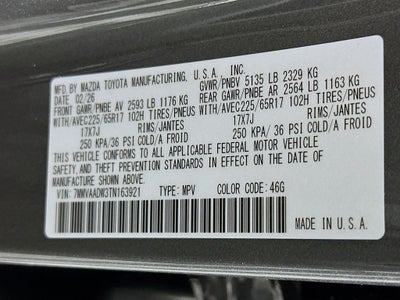 MFD. BY MAZDA TOYOTA MANUFACTURING, U.S.A., INC.
DATE 02/26 GVWR/PNBV 5135 LB 2329 KG
FRONT GAWR/PNBE AV 2593 LB 1176 KG REAR GAWR/PNBE AR 2564 LB 1163 KG
WITH/AVEC225/65R17 102H TIRES/PNEUS WITH/AVEC225/65R17 102H TIRES/PNEUS
17X7J RIMS/JANTES 17X7J RIMS/JANTES
250 KPA/ 36 PSI COLD/A FROID 250 KPA/ 36 PSI COLD/A FROID
THIS VEHICLE CONFORMS TO ALL APPLICABLE FEDERAL MOTOR VEHICLE
SAFETY AND THEFT PREVENTION STANDARDS IN EFFECT ON THE DATE OF
MANUFACTURE SHOWN ABOVE.
VIN: 7MMVAADW3TN163921 TYPE: MPV COLOR CODE: 46G
MADE IN U.S.A.